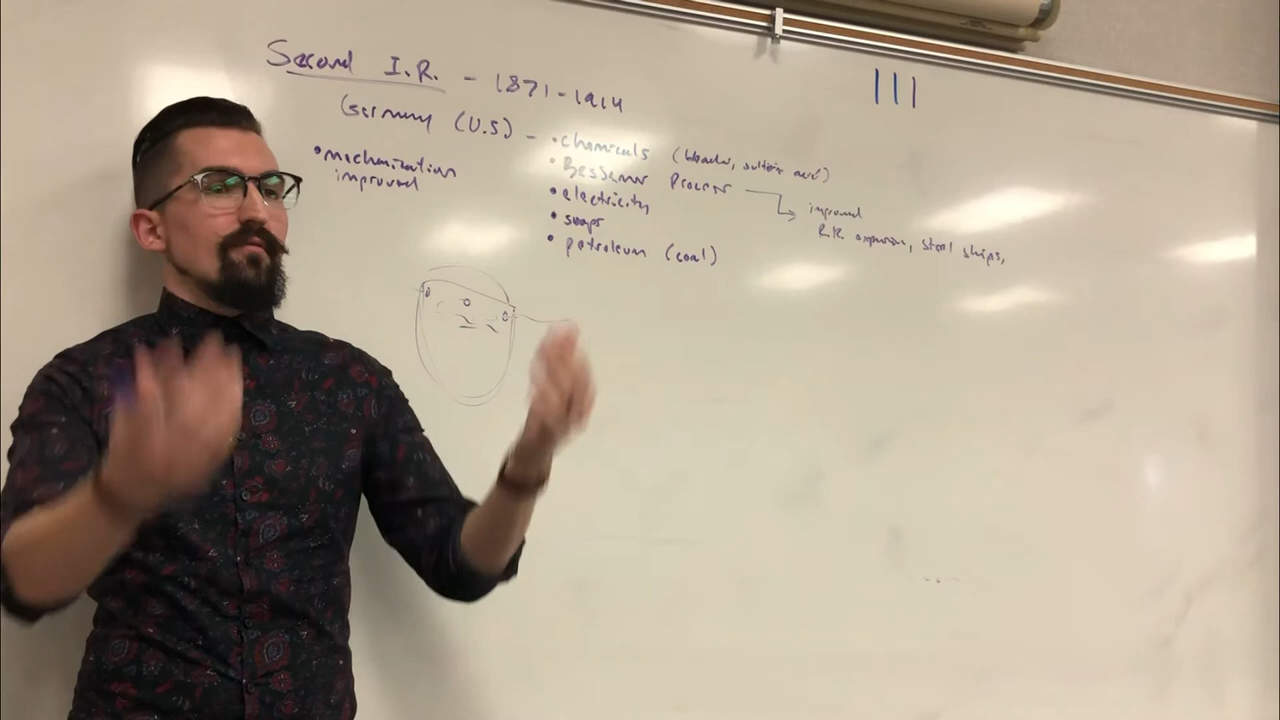 Second I.R. - 1871-1914
Germany (U.S) - • chemicals (bleach, sulfuric acid)
• mechanization improved
• Bessemer Process
improved
R.R. expansion, steel ships,
• electricity
• soaps
• petroleum (coal)